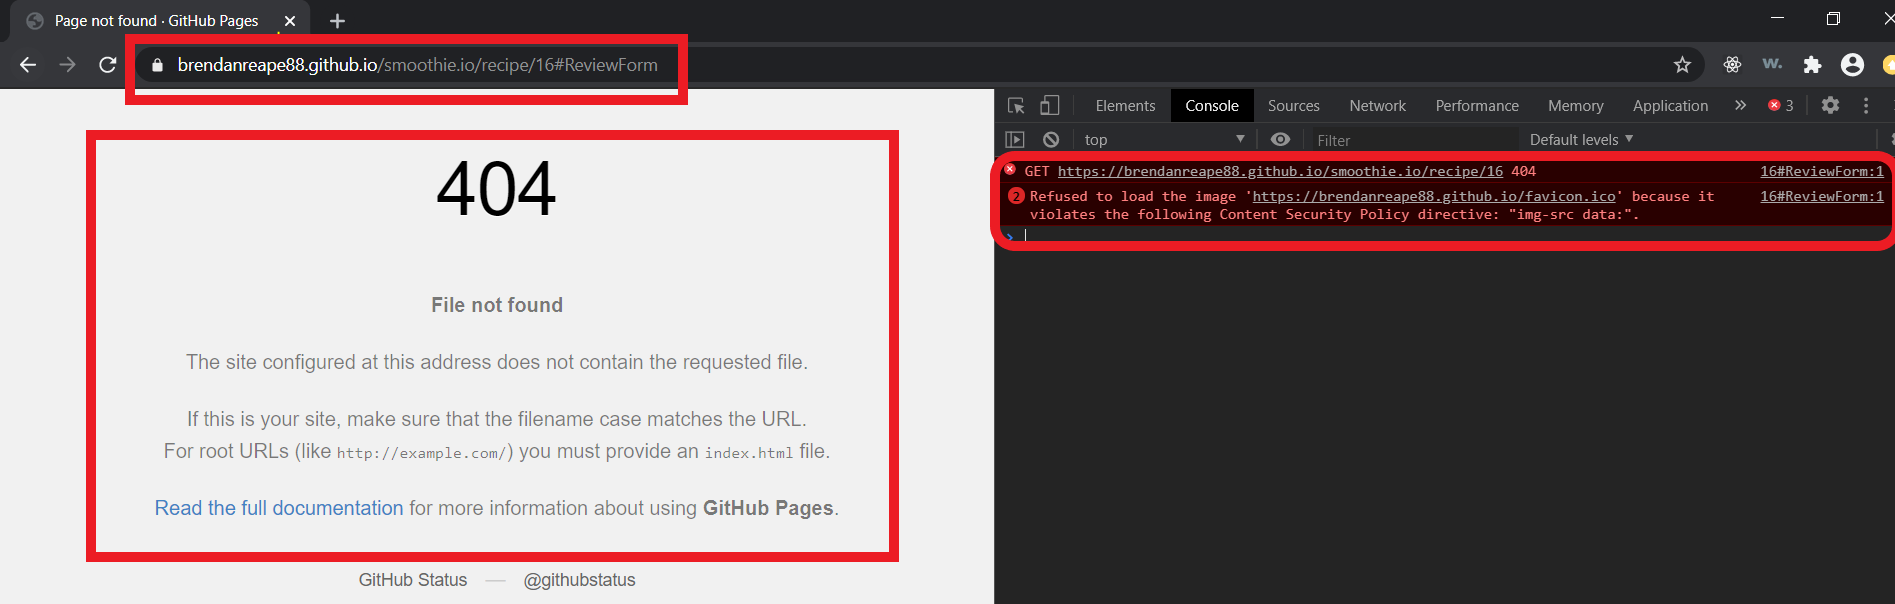 Page not found · GitHub Pages
brendanreape88.github.io/smoothie.io/recipe/16#ReviewForm
w.
404
File not found
The site configured at this address does not contain the requested file.
If this is your site, make sure that the filename case matches the URL.
For root URLs (like http://example.com/) you must provide an index.html file.
Read the full documentation for more information about using GitHub Pages.
GitHub Status — @githubstatus
Elements Console Sources Network Performance Memory Application » 3
top Filter Default levels
GET https://brendanreape88.github.io/smoothie.io/recipe/16 404 16#ReviewForm:1
2 Refused to load the image 'https://brendanreape88.github.io/favicon.ico' because it 16#ReviewForm:1
violates the following Content Security Policy directive: "img-src data:".